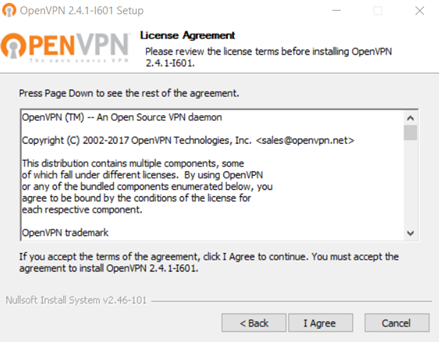 OpenVPN 2.4.1-I601 Setup
OPENVPN
The open source VPN
License Agreement
Please review the license terms before installing OpenVPN
2.4.1-I601.
Press Page Down to see the rest of the agreement.
OpenVPN (TM) -- An Open Source VPN daemon
Copyright (C) 2002-2017 OpenVPN Technologies, Inc. <sales@openvpn.net>
This distribution contains multiple components, some
of which fall under different licenses. By using OpenVPN
or any of the bundled components enumerated below, you
agree to be bound by the conditions of the license for
each respective component.
OpenVPN trademark
If you accept the terms of the agreement, click I Agree to continue. You must accept the
agreement to install OpenVPN 2.4.1-I601.
Nullsoft Install System v2.46-101
< Back
I Agree
Cancel